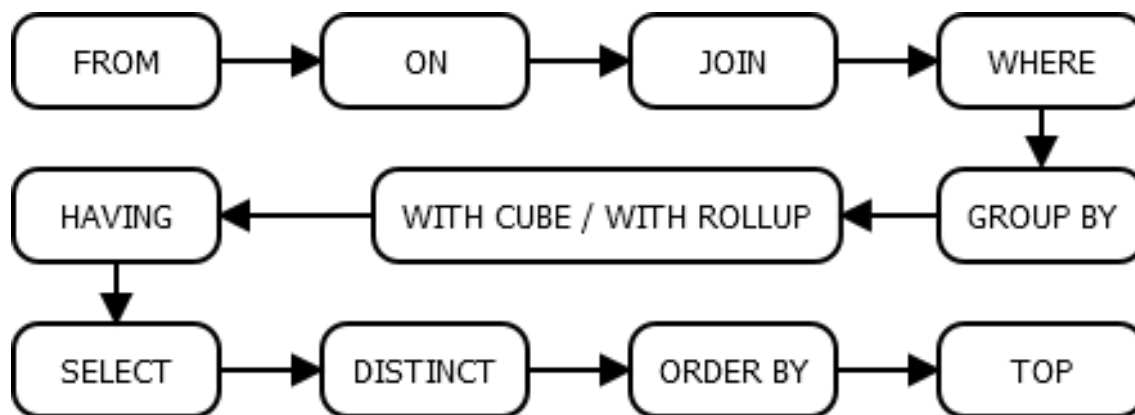 FROM ON JOIN WHERE
HAVING WITH CUBE / WITH ROLLUP GROUP BY
SELECT DISTINCT ORDER BY TOP